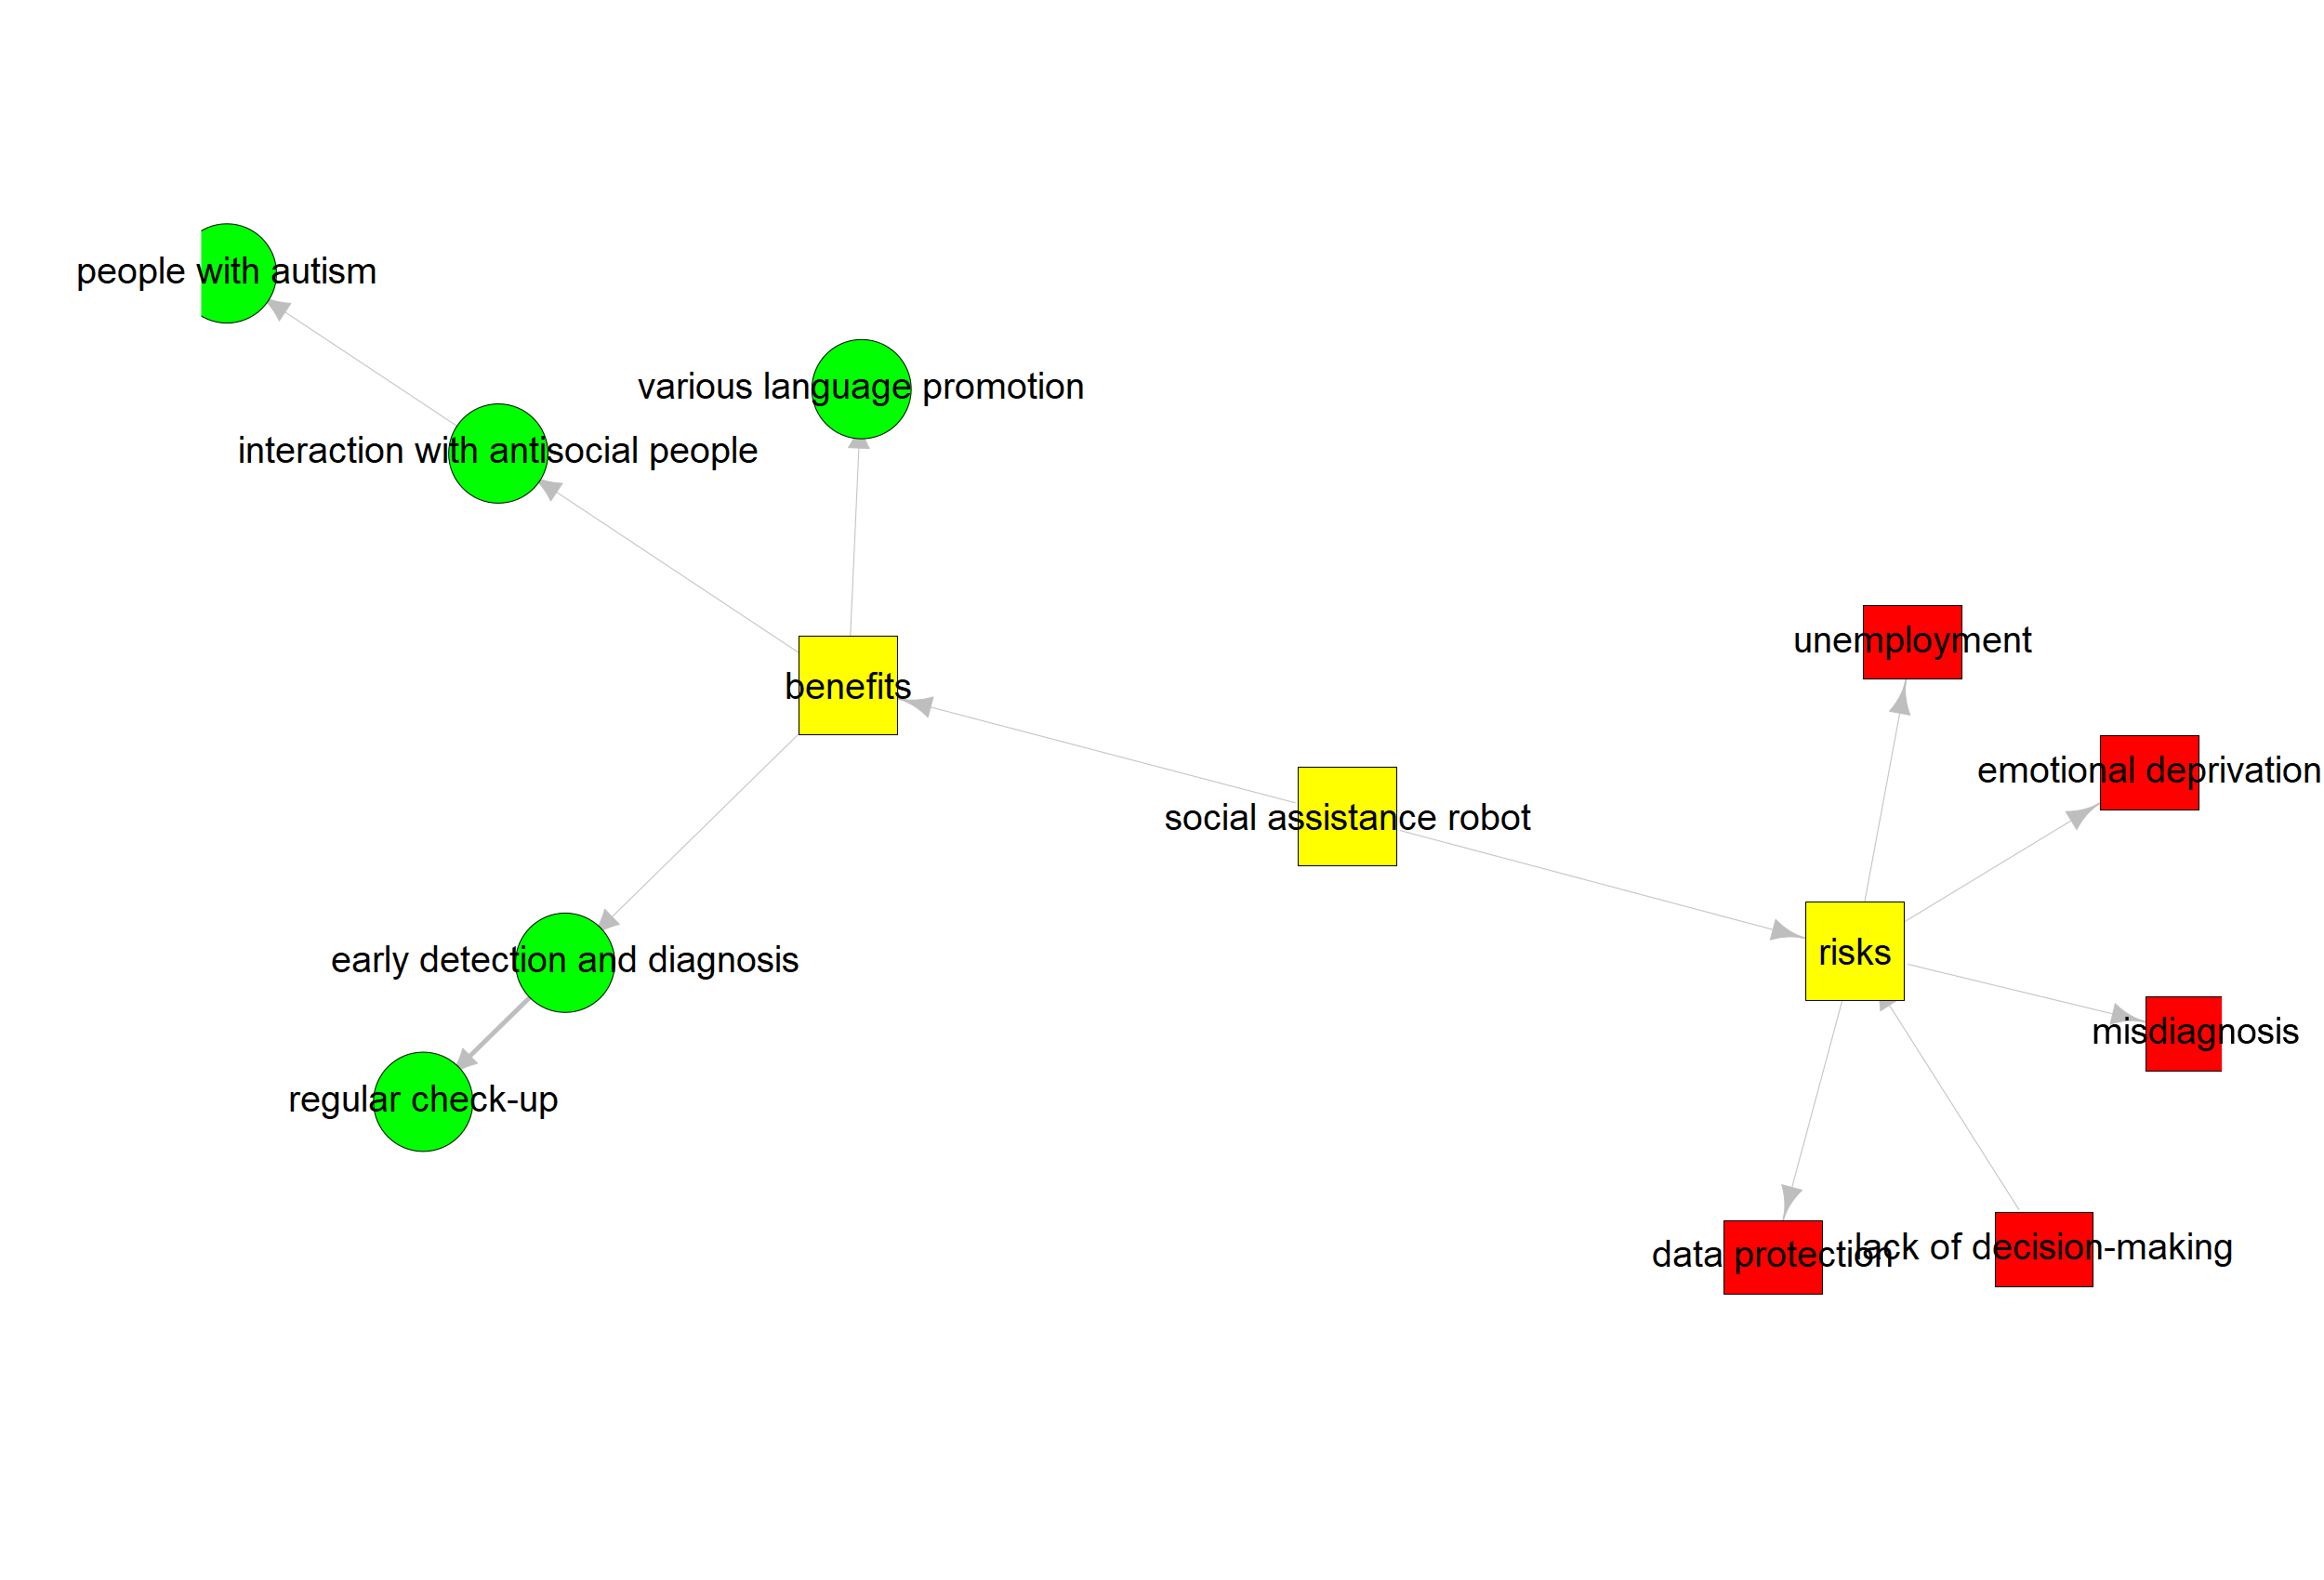 people with autism
various language promotion
interaction with antisocial people
unemployment
benefits
emotional deprivation
social assistance robot
risks
early detection and diagnosis
misdiagnosis
regular check-up
data protection
lack of decision-making